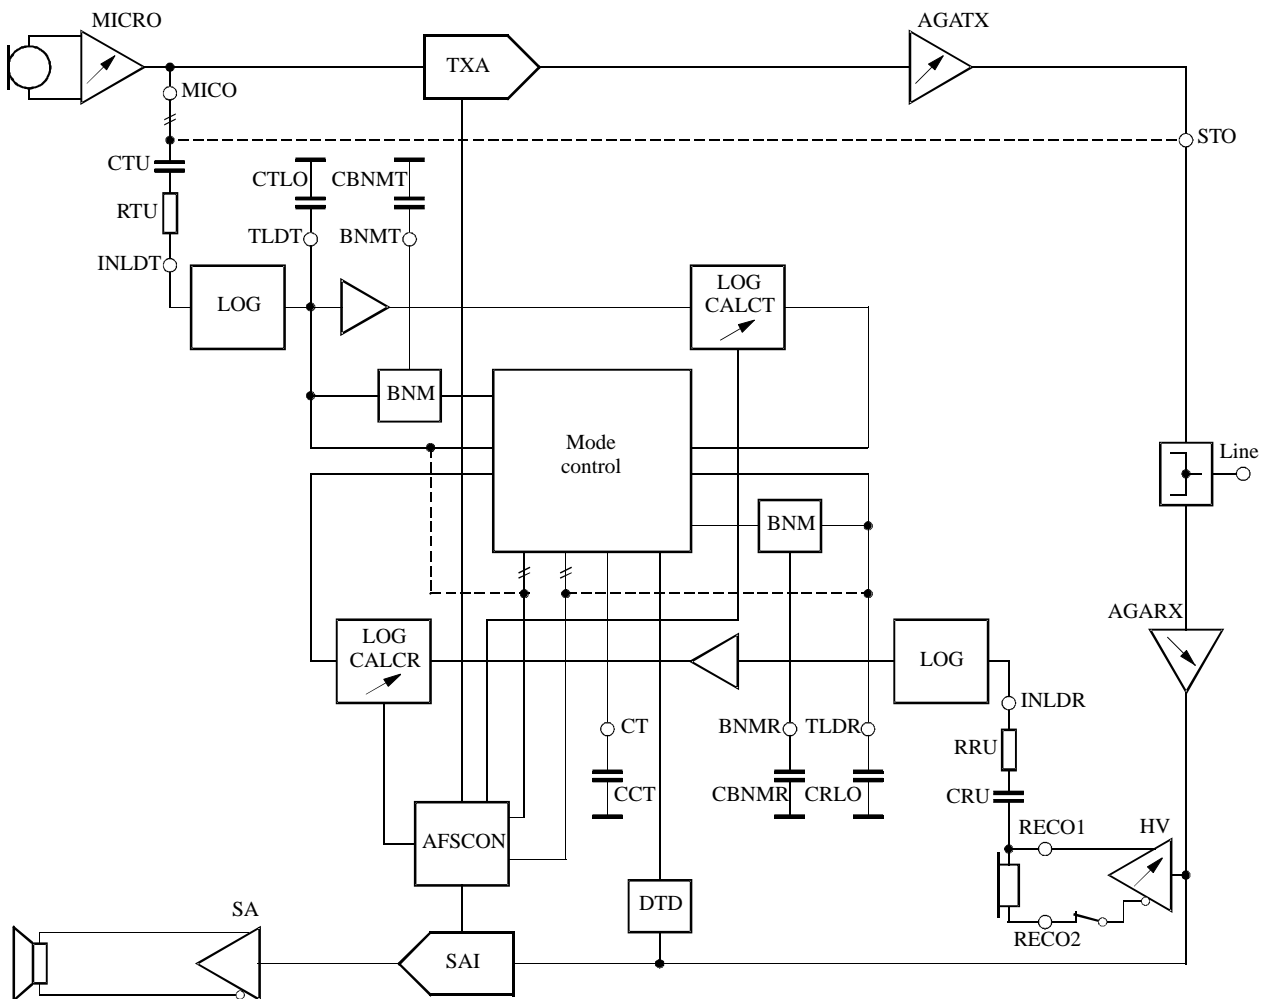 MICRO
AGATX
TXA
MICO
STO
CTU
CTLO
CBNMT
RTU
TLDT
BNMT
INLDT
LOG
LOG
CALCT
BNM
Mode
control
Line
BNM
AGARX
LOG
CALCR
LOG
INLDR
CT
BNMR
TLDR
RRU
CCT
CBNMR
CRLO
CRU
RECO1
HV
AFSCON
DTD
SA
RECO2
SAI